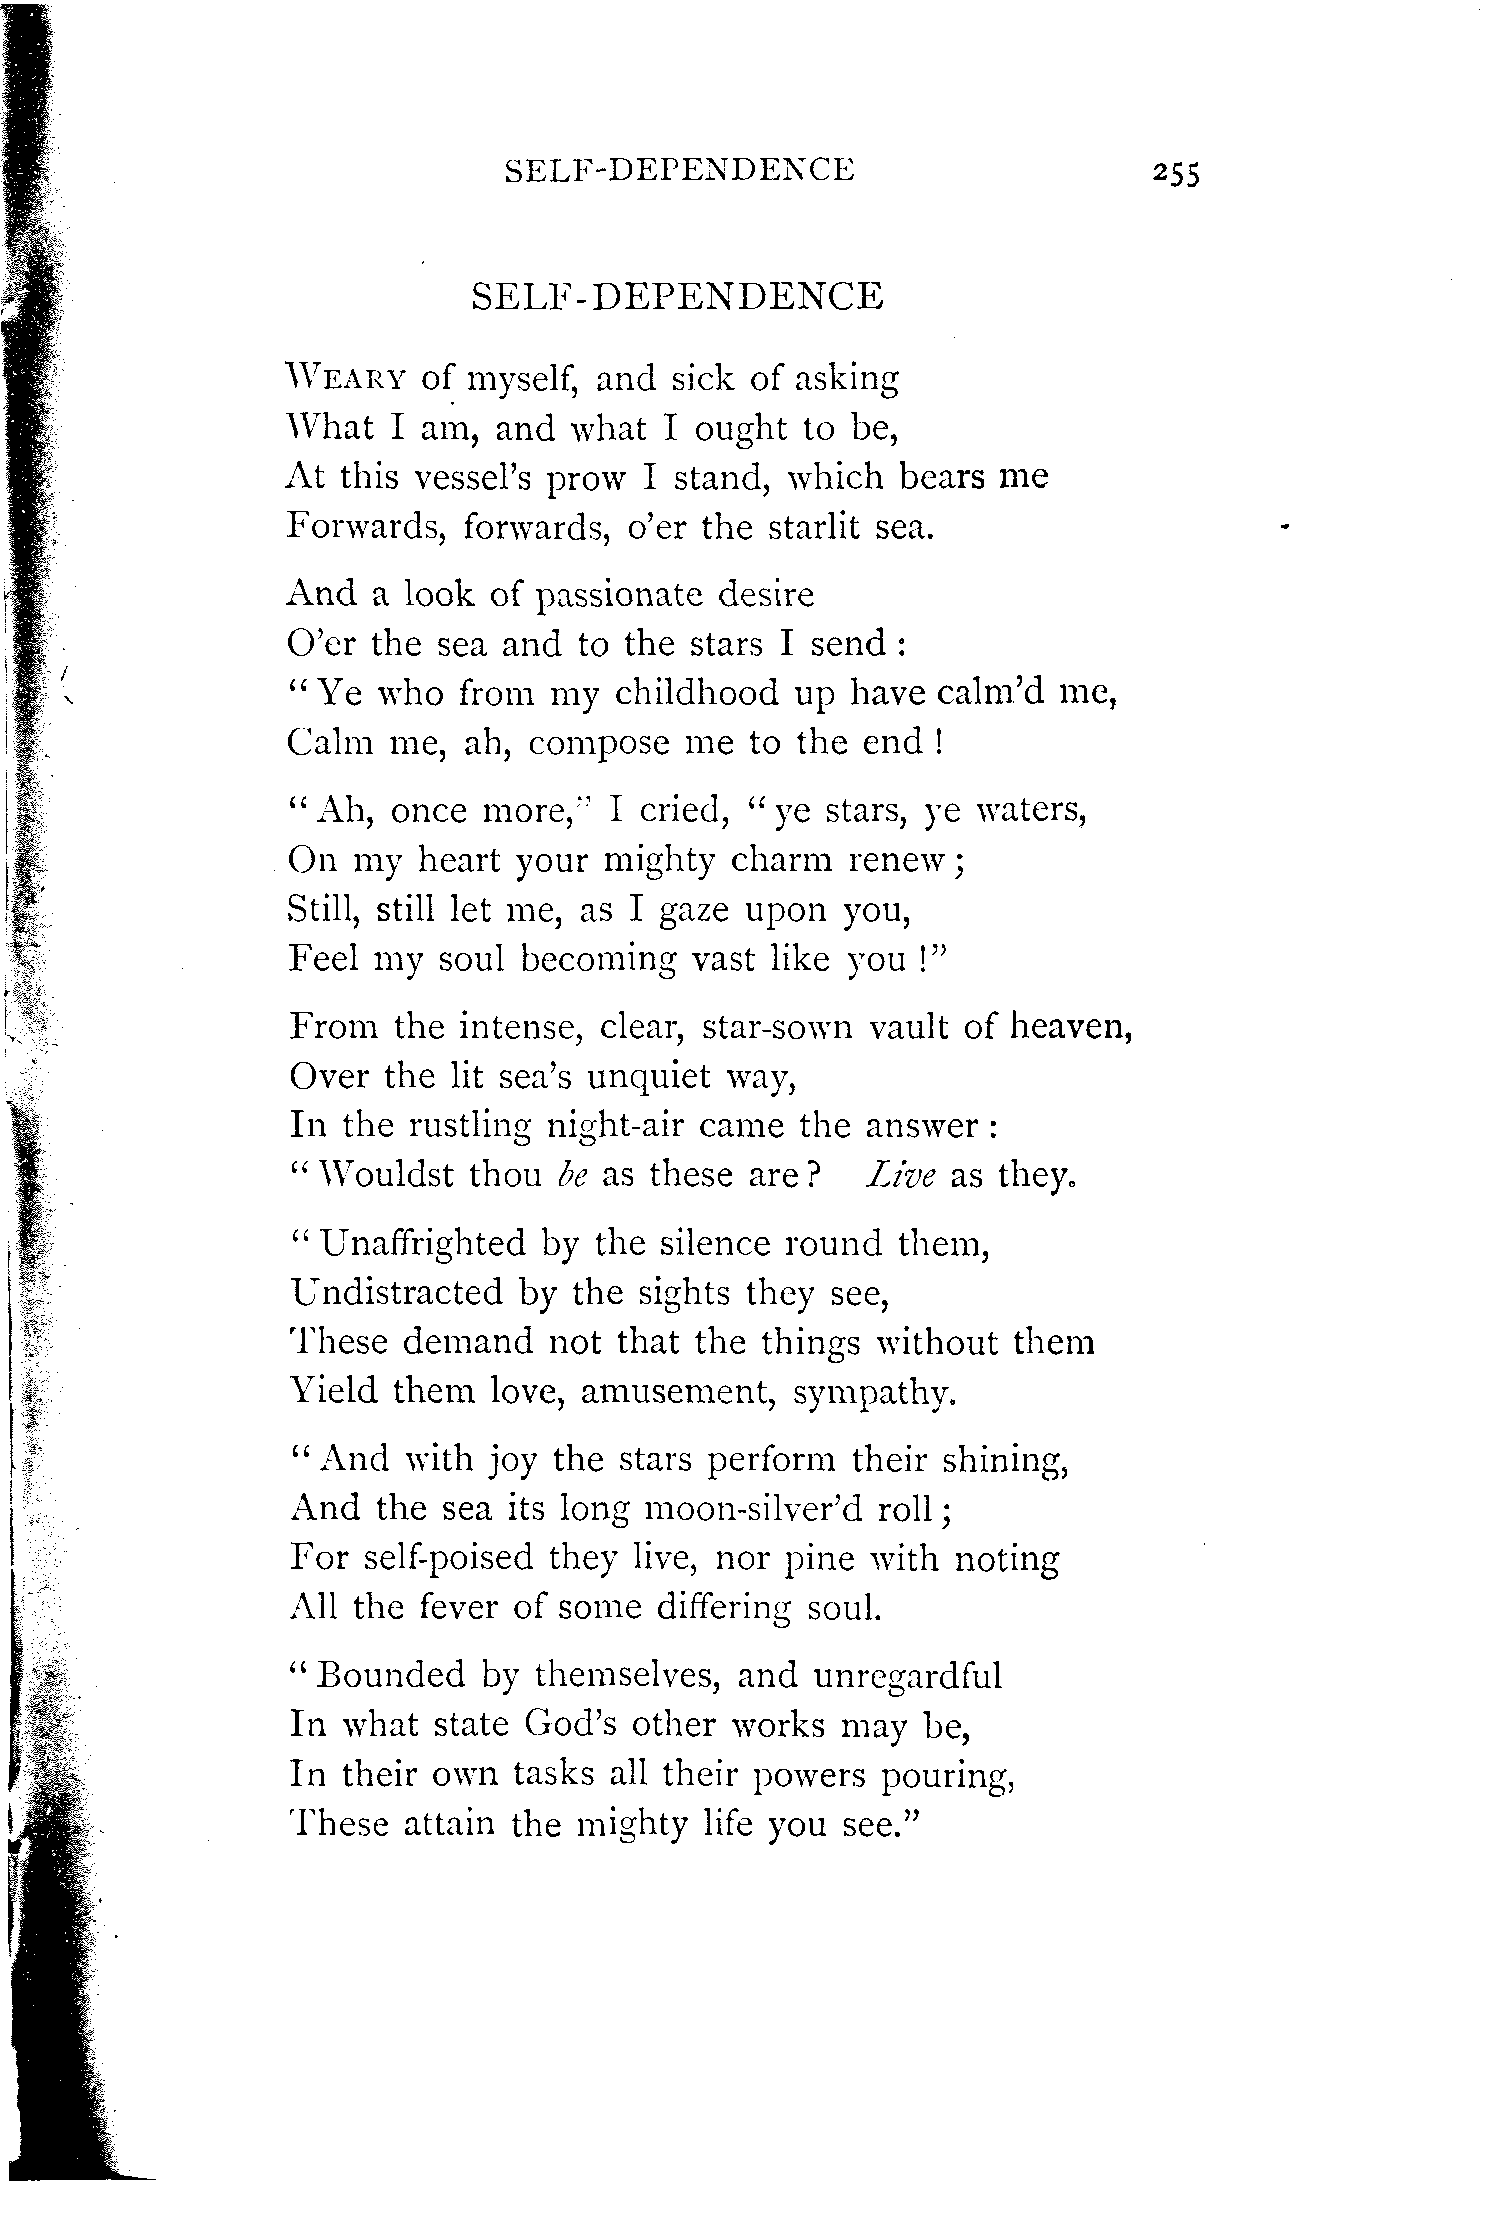 SELF-DEPENDENCE 255
SELF-DEPENDENCE
WEARY of myself, and sick of asking
What I am, and what I ought to be,
At this vessel's prow I stand, which bears me
Forwards, forwards, o'er the starlit sea.
And a look of passionate desire
O'er the sea and to the stars I send :
“ Ye who from my childhood up have calm'd me,
Calm me, ah, compose me to the end !
“ Ah, once more,” I cried, “ ye stars, ye waters,
On my heart your mighty charm renew ;
Still, still let me, as I gaze upon you,
Feel my soul becoming vast like you !”
From the intense, clear, star-sown vault of heaven,
Over the lit sea's unquiet way,
In the rustling night-air came the answer :
“ Wouldst thou be as these are ? Live as they.
“ Unaffrighted by the silence round them,
Undistracted by the sights they see,
These demand not that the things without them
Yield them love, amusement, sympathy.
“ And with joy the stars perform their shining,
And the sea its long moon-silver'd roll ;
For self-poised they live, nor pine with noting
All the fever of some differing soul.
“ Bounded by themselves, and unregardful
In what state God's other works may be,
In their own tasks all their powers pouring,
These attain the mighty life you see.”